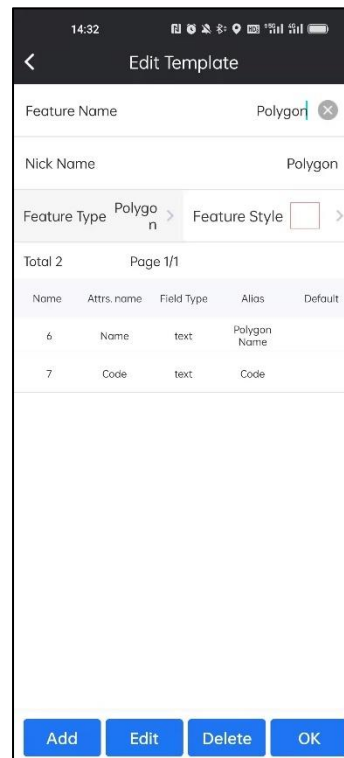 14:32
Edit Template
Feature Name Polygon
Nick Name Polygon
Feature Type Polygo
n
Feature Style
Total 2 Page 1/1
Name Attrs. name Field Type Alias Default
6 Name text Polygon
Name
7 Code text Code
Add Edit Delete OK